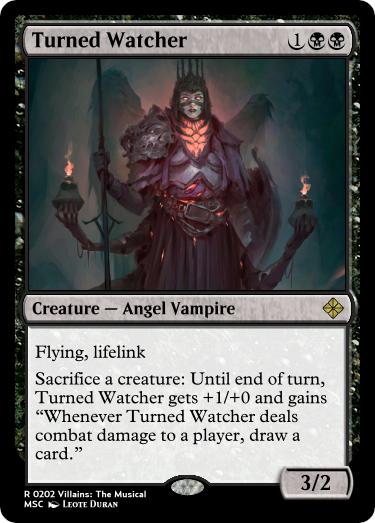 Turned Watcher 1
Creature — Angel Vampire
Flying, lifelink
Sacrifice a creature: Until end of turn,
Turned Watcher gets +1/+0 and gains
“Whenever Turned Watcher deals
combat damage to a player, draw a
card.”
3/2
R 0202 Villains: The Musical
MSC Leote Duran